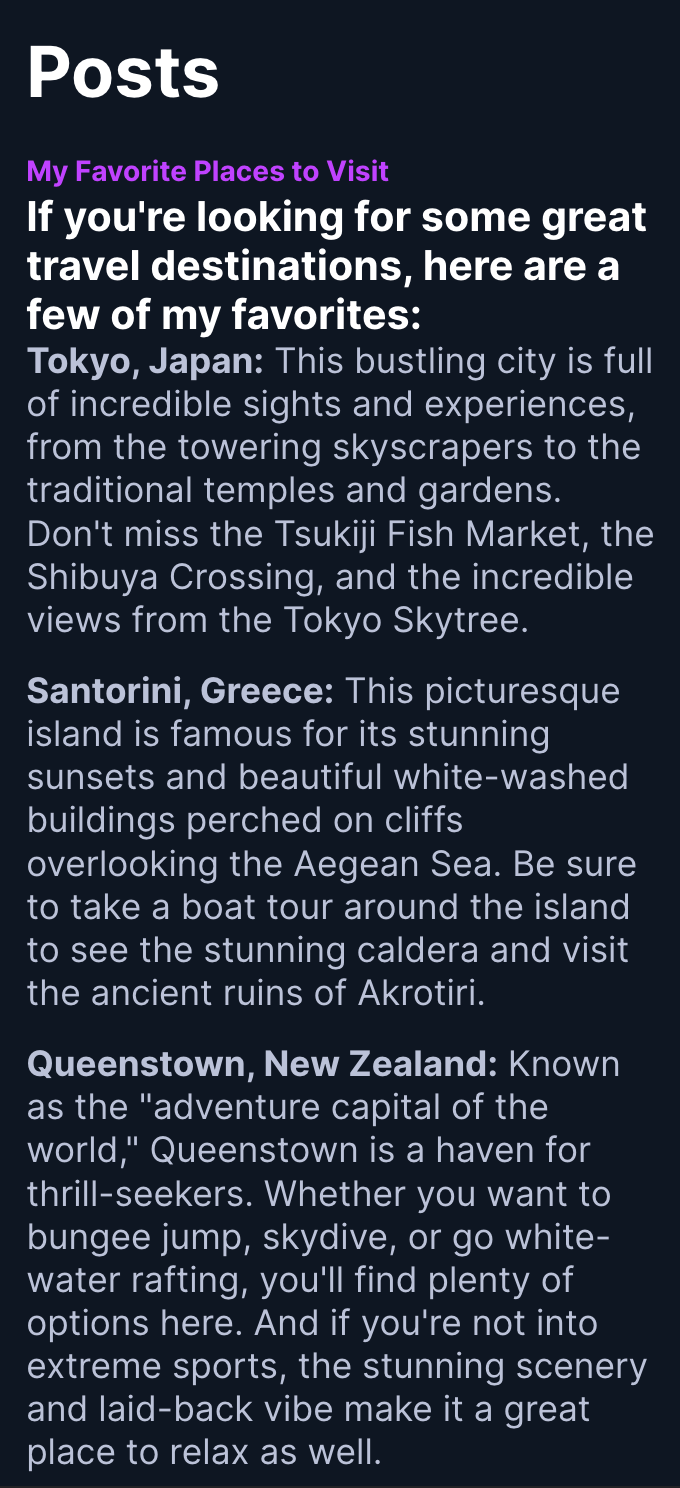 Posts
My Favorite Places to Visit
If you're looking for some great
travel destinations, here are a
few of my favorites:
Tokyo, Japan: This bustling city is full
of incredible sights and experiences,
from the towering skyscrapers to the
traditional temples and gardens.
Don't miss the Tsukiji Fish Market, the
Shibuya Crossing, and the incredible
views from the Tokyo Skytree.
Santorini, Greece: This picturesque
island is famous for its stunning
sunsets and beautiful white-washed
buildings perched on cliffs
overlooking the Aegean Sea. Be sure
to take a boat tour around the island
to see the stunning caldera and visit
the ancient ruins of Akrotiri.
Queenstown, New Zealand: Known
as the "adventure capital of the
world," Queenstown is a haven for
thrill-seekers. Whether you want to
bungee jump, skydive, or go white-
water rafting, you'll find plenty of
options here. And if you're not into
extreme sports, the stunning scenery
and laid-back vibe make it a great
place to relax as well.